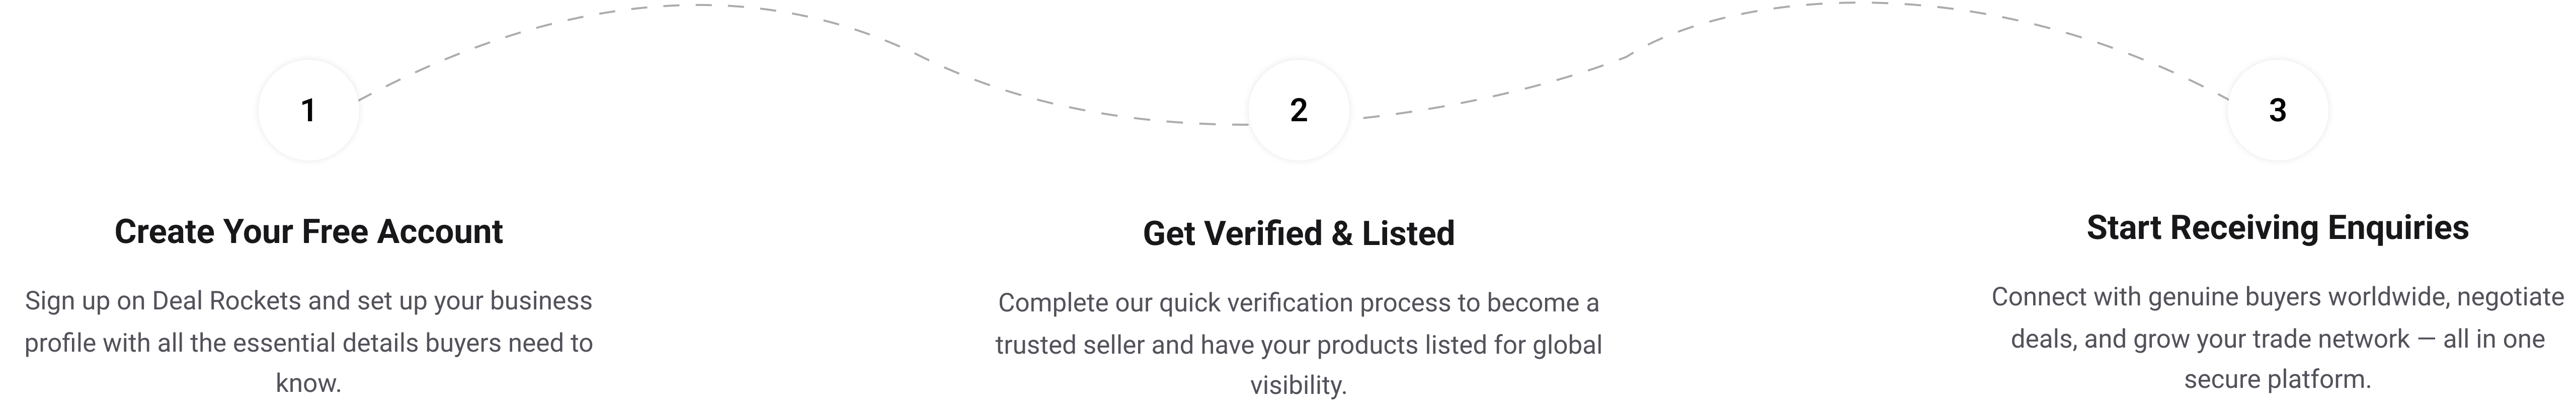 1
Create Your Free Account
Sign up on Deal Rockets and set up your business
profile with all the essential details buyers need to
know.
2
Get Verified & Listed
Complete our quick verification process to become a
trusted seller and have your products listed for global
visibility.
3
Start Receiving Enquiries
Connect with genuine buyers worldwide, negotiate
deals, and grow your trade network — all in one
secure platform.